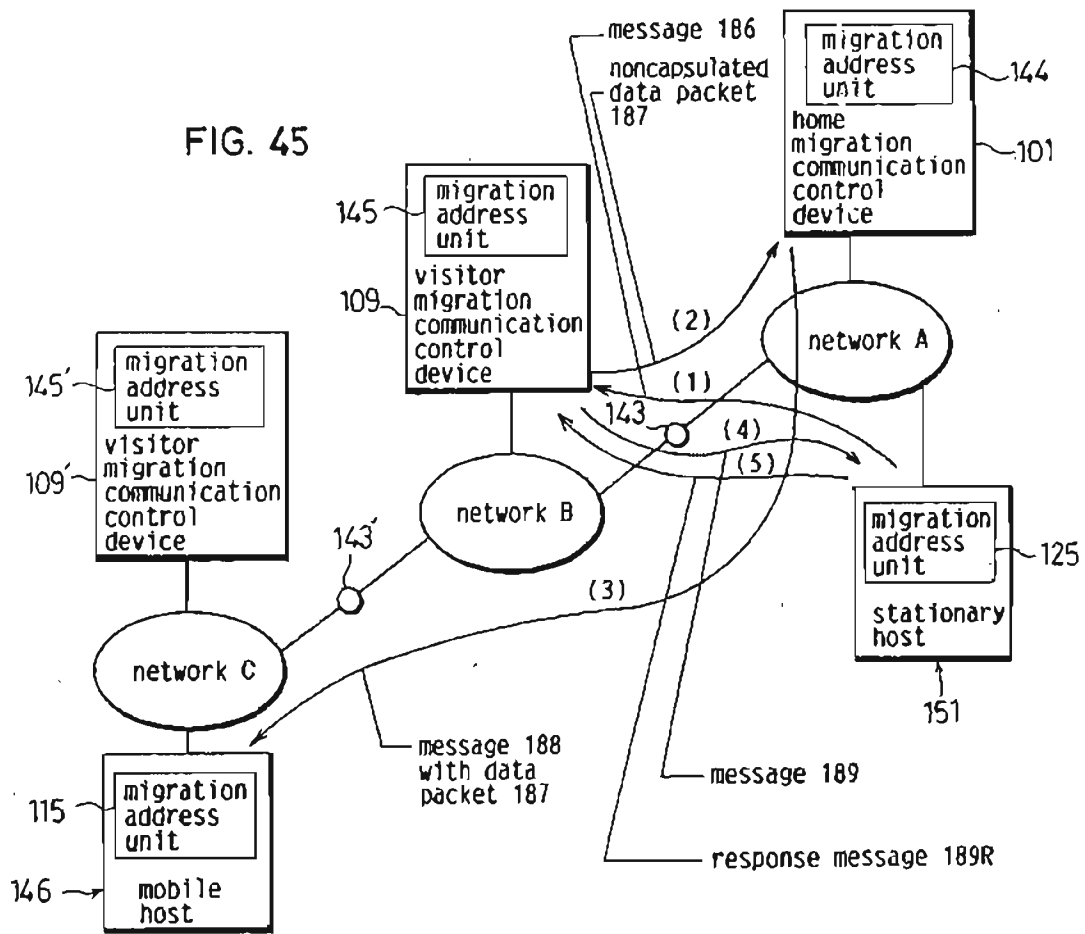 FIG. 45
message 186
noncapsulated
data packet
187
migration
address
unit
144
home
migration
communication
control
device
101
145
migration
address
unit
109
visitor
migration
communication
control
device
(2)
(1)
143
(4)
(5)
network A
145'
migration
address
unit
109'
visitor
migration
communication
control
device
network B
143'
(3)
migration
address
unit
125
stationary
host
151
network C
message 188
with data
packet 187
message 189
response message 189R
115
migration
address
unit
146
mobile
host